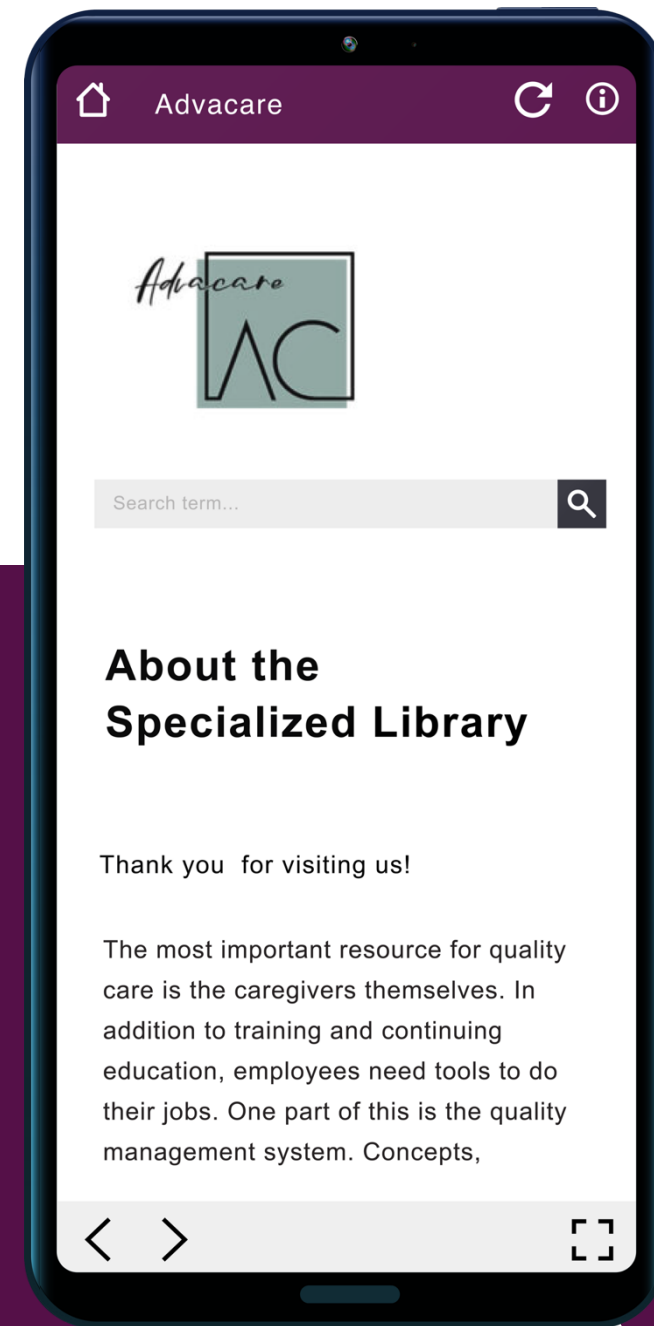 Advacare
Advacare
AC
Search term...
About the
Specialized Library
Thank you  for visiting us!
The most important resource for quality
care is the caregivers themselves. In
addition to training and continuing
education, employees need tools to do
their jobs. One part of this is the quality
management system. Concepts,